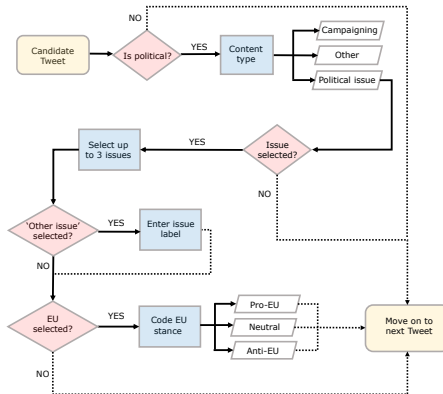 NO
Candidate
Tweet
Is political?
YES
Content
type
Campaigning
Other
Political issue
Select up
to 3 issues
YES
Issue
selected?
NO
'Other issue'
selected?
YES
Enter issue
label
NO
EU
selected?
YES
Code EU
stance
Pro-EU
Neutral
Anti-EU
Move on to
next Tweet
NO